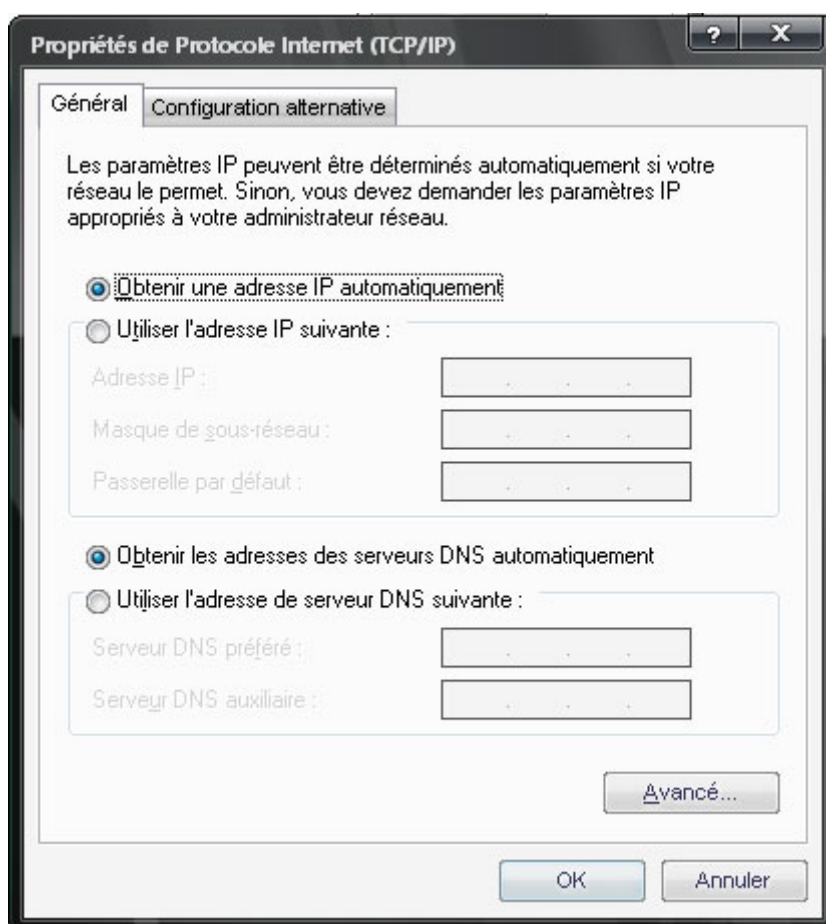 Propriétés de Protocole Internet (TCP/IP)
Général
Configuration alternative
Les paramètres IP peuvent être déterminés automatiquement si votre
réseau le permet. Sinon, vous devez demander les paramètres IP
appropriés à votre administrateur réseau.
Obtenir une adresse IP automatiquement
Utiliser l'adresse IP suivante :
Adresse IP :
Masque de sous-réseau :
Passerelle par défaut :
Obtenir les adresses des serveurs DNS automatiquement
Utiliser l'adresse de serveur DNS suivante :
Serveur DNS préféré :
Serveur DNS auxiliaire :
Avancé...
OK
Annuler